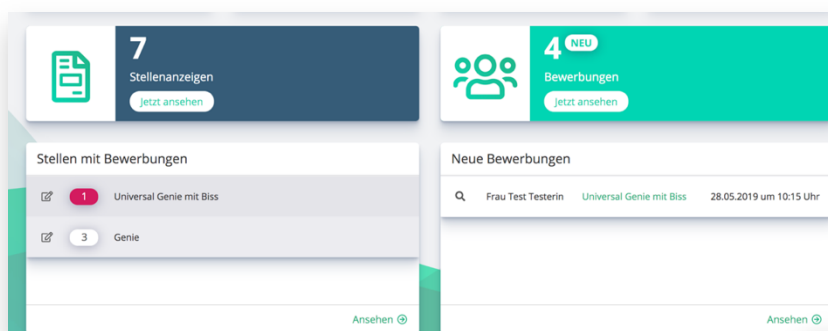 7
Stellenanzeigen
Jetzt ansehen
4 NEU
Bewerbungen
Jetzt ansehen
Stellen mit Bewerbungen
1 Universal Genie mit Biss
3 Genie
Ansehen
Neue Bewerbungen
Frau Test Testerin Universal Genie mit Biss 28.05.2019 um 10:15 Uhr
Ansehen